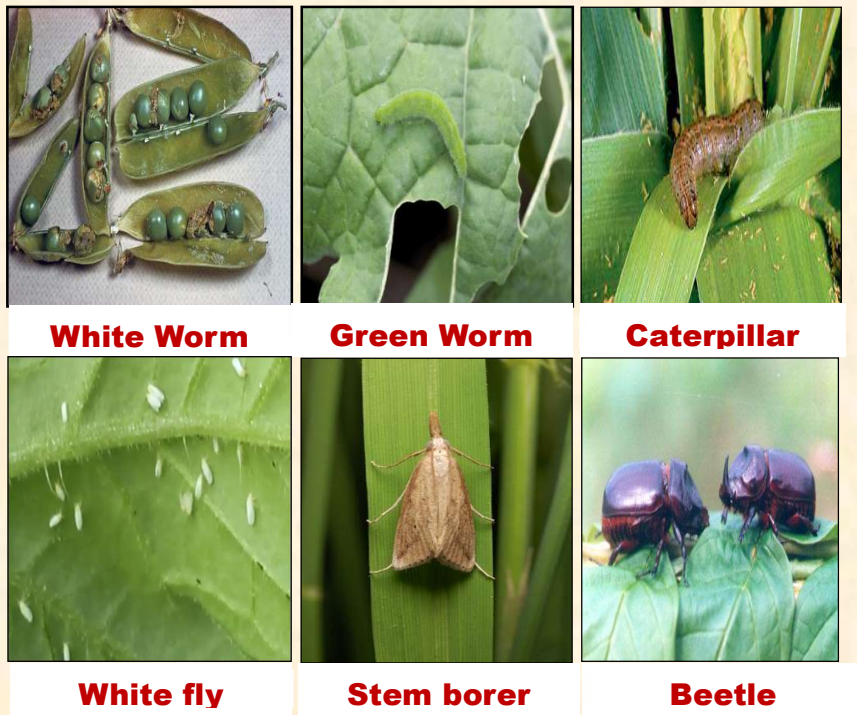 White Worm
Green Worm
Caterpillar
White fly
Stem borer
Beetle